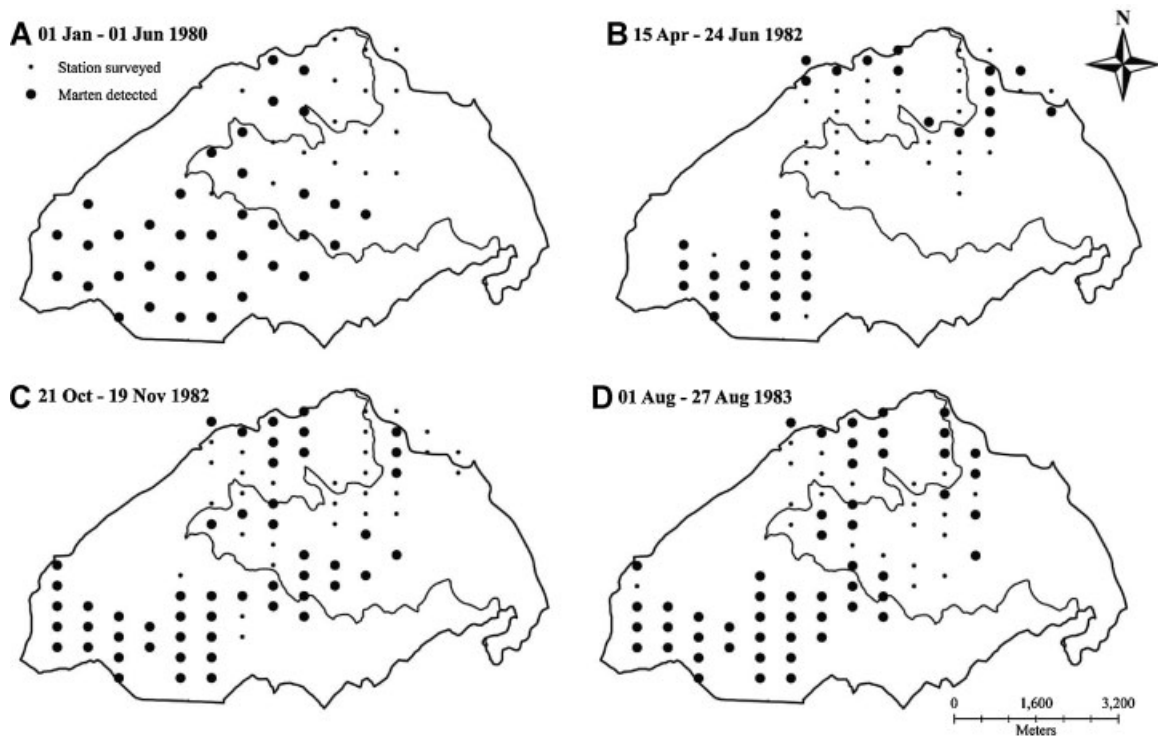 A 01 Jan - 01 Jun 1980
Station surveyed
Marten detected
B 15 Apr - 24 Jun 1982
N
C 21 Oct - 19 Nov 1982
D 01 Aug - 27 Aug 1983
0 1,600 3,200
Meters